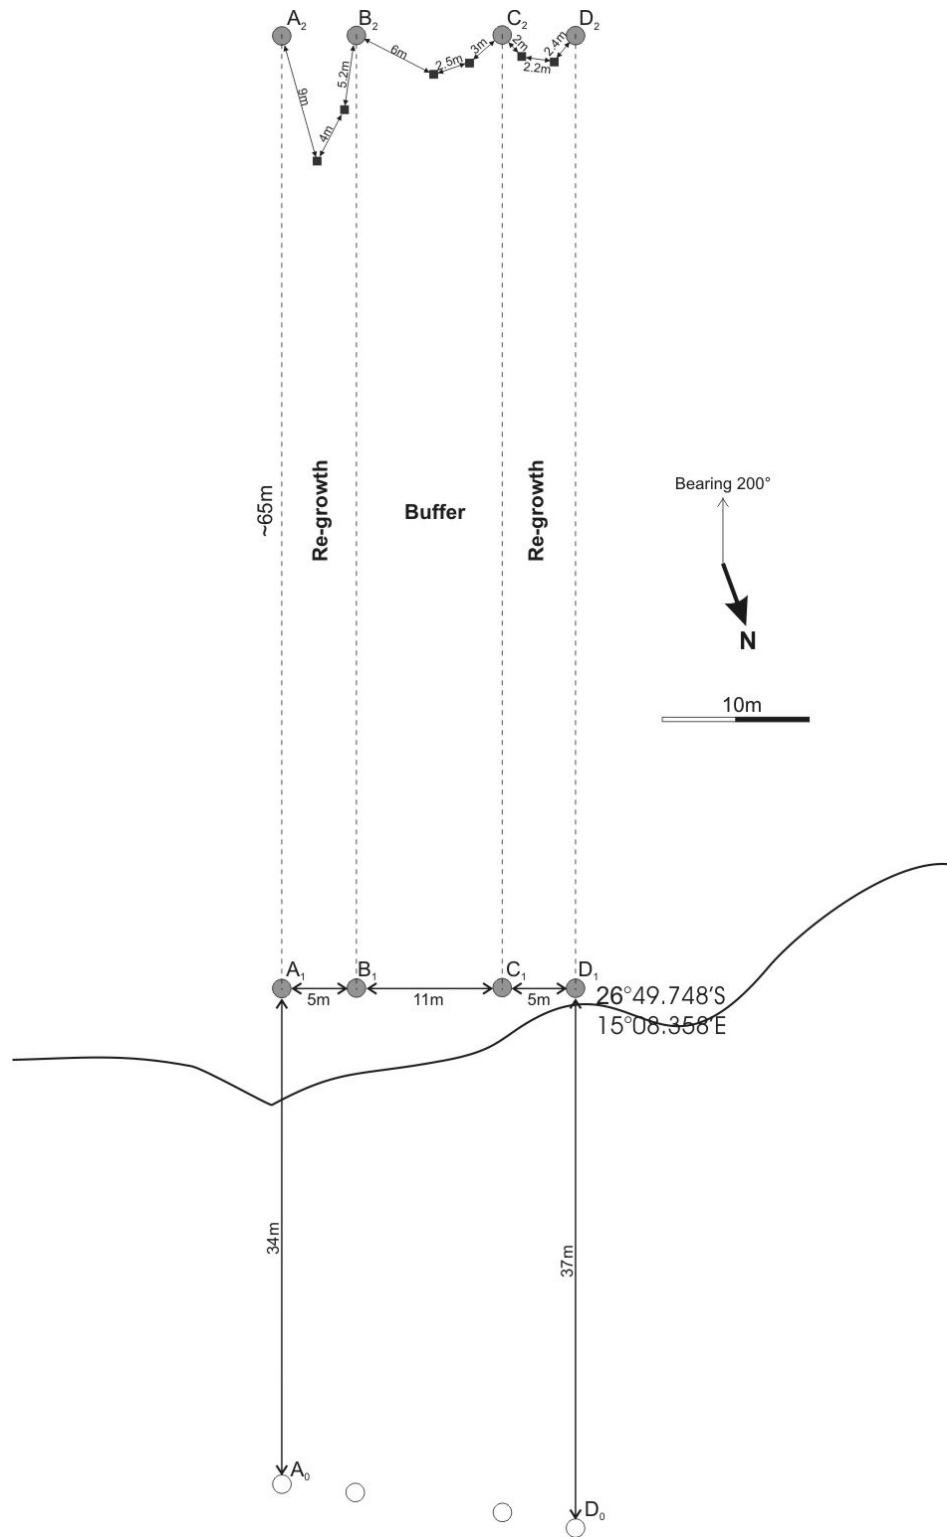 A2
B2
C2
D2
9m
4m
5.2m
6m
2.5m
3m
2m
2.2m
2.4m
~65m
Re-growth
Buffer
Re-growth
Bearing 200°
N
10m
A1
B1
C1
D1
5m
11m
5m
26°49.748'S
15°08.358'E
34m
37m
A0
D0